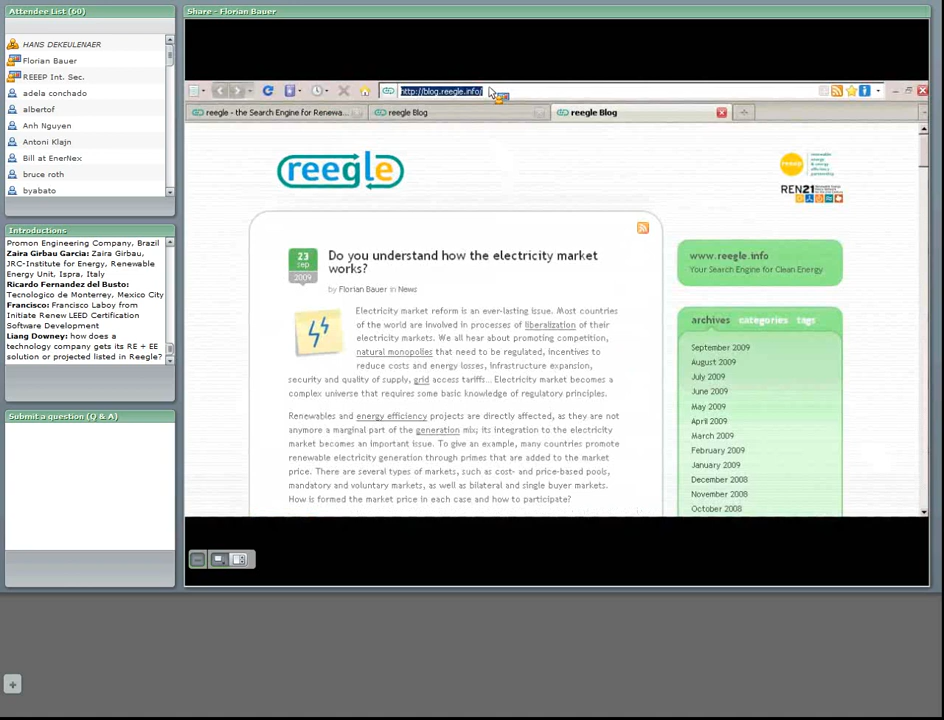 Attendee List (60)
HANS DEKEULENAER
Florian Bauer
REEEP Int. Sec.
adela conchado
albertof
Anh Nguyen
Antoni Klajn
Bill at EnerNex
bruce roth
byabato
Introductions
Promon Engineering Company, Brazil
Zaira Girbau Garcia: Zaira Girbau,
JRC-Institute for Energy, Renewable
Energy Unit, Ispra, Italy
Ricardo Fernandez del Busto:
Tecnologico de Monterrey, Mexico City
Francisco: Francisco Laboy from
Initiate Renew LEED Certification
Software Development
Liang Downey: how does a
technology company gets its RE + EE
solution or projected listed in Reegle?
Submit a question (Q & A)
Share - Florian Bauer
http://blog.reegle.info/
reegle - the Search Engine for Renewa...
reegle Blog
reegle Blog
reegle
reeep
renewable
energy &
efficiency
partnership
REN21
23
sep
2009
Do you understand how the electricity market
works?
by Florian Bauer in News
Electricity market reform is an ever-lasting issue. Most countries
of the world are involved in processes of liberalization of their
electricity markets. We all hear about promoting competition,
natural monopolies that need to be regulated, incentives to
reduce costs and energy losses, infrastructure expansion,
security and quality of supply, grid access tariffs... Electricity market becomes a
complex universe that requires some basic knowledge of regulatory principles.
Renewables and energy efficiency projects are directly affected, as they are not
anymore a marginal part of the generation mix; its integration to the electricity
market becomes an important issue. To give an example, many countries promote
renewable electricity generation through primes that are added to the market
price. There are several types of markets, such as cost- and price-based pools,
mandatory and voluntary markets, as well as bilateral and single buyer markets.
How is formed the market price in each case and how to participate?
www.reegle.info
Your Search Engine for Clean Energy
archives categories tags
September 2009
August 2009
July 2009
June 2009
May 2009
April 2009
March 2009
February 2009
January 2009
December 2008
November 2008
October 2008